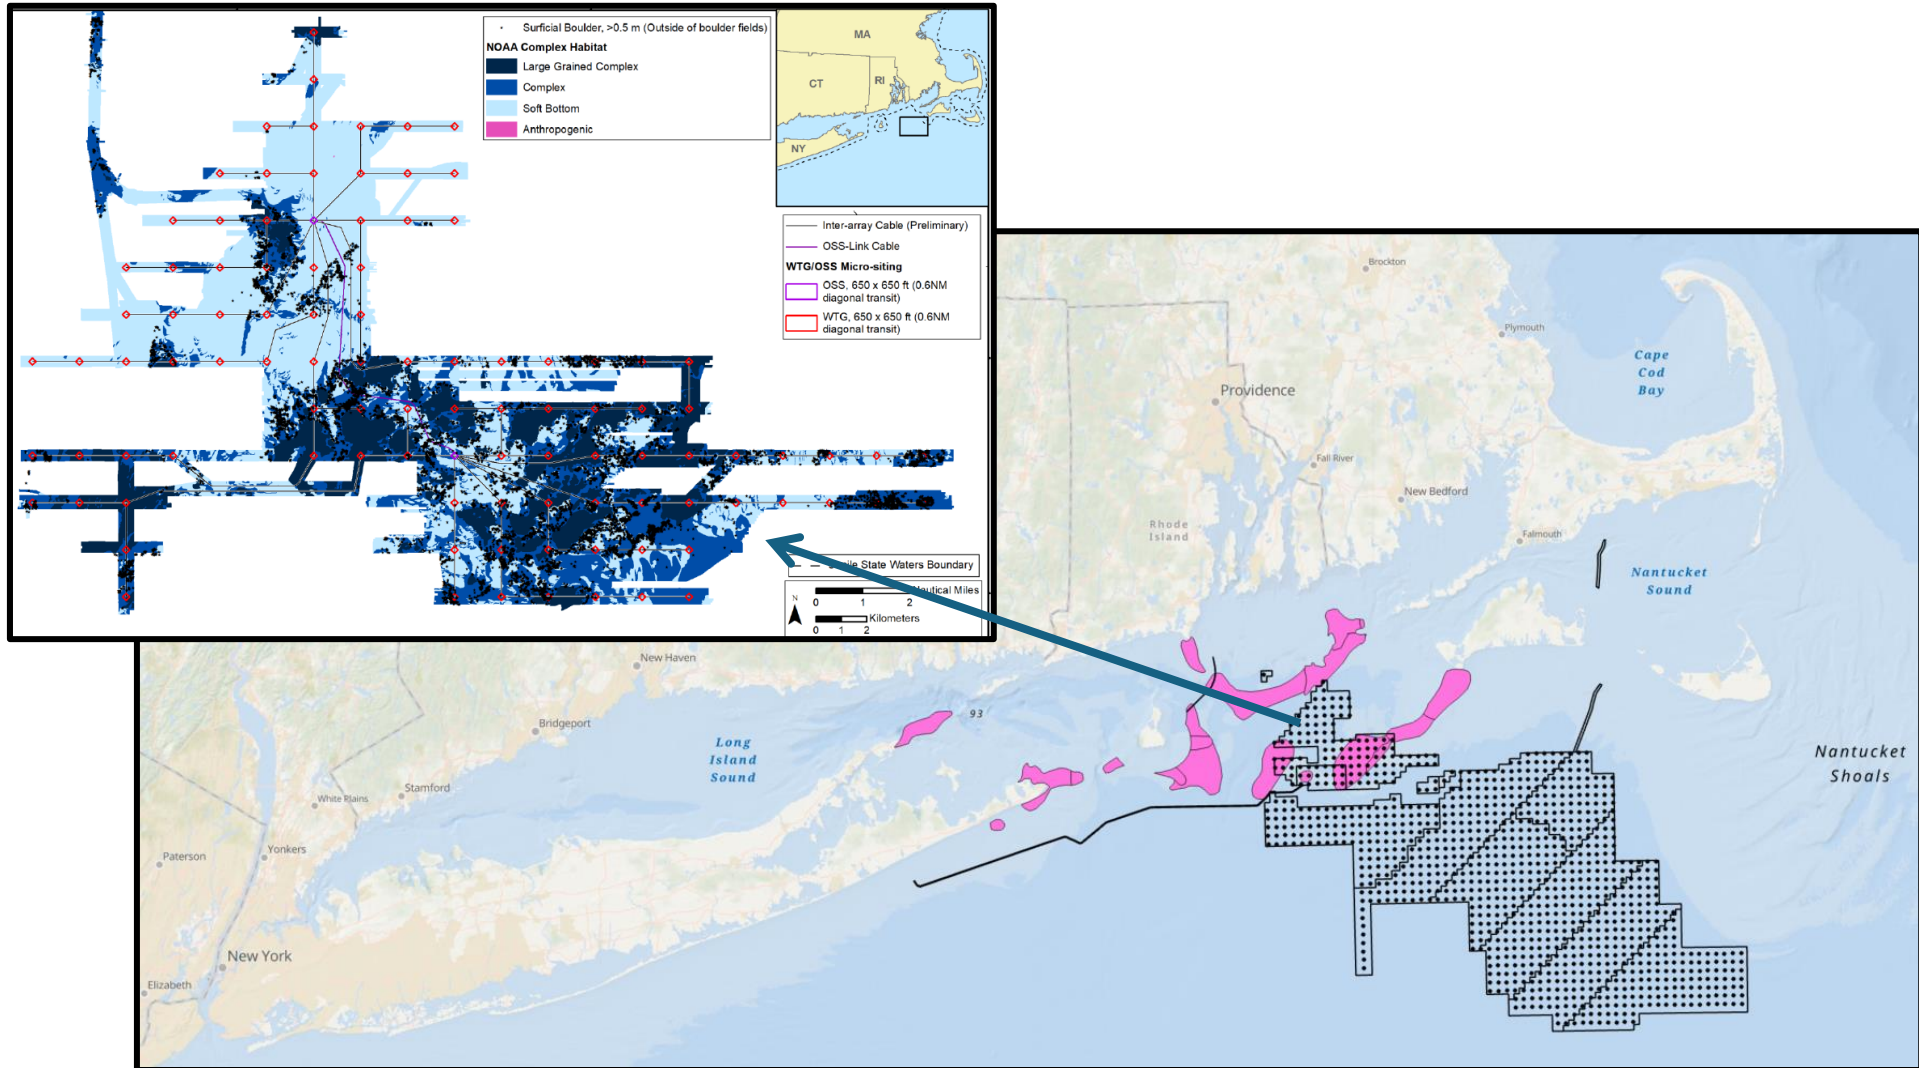 Surficial Boulder, >0.5 m (Outside of boulder fields)
NOAA Complex Habitat
Large Grained Complex
Complex
Soft Bottom
Anthropogenic
MA
CT
RI
NY
Inter-array Cable (Preliminary)
OSS-Link Cable
WTG/OSS Micro-siting
OSS, 650 x 650 ft (0.6NM
diagonal transit)
WTG, 650 x 650 ft (0.6NM
diagonal transit)
State Waters Boundary
N
Nautical Miles
0 1 2
Kilometers
0 1 2
Brockton
Plymouth
Cape
Cod
Bay
Providence
Fall River
New Bedford
Rhode
Island
Falmouth
Nantucket
Sound
New Haven
Bridgeport
93
Long
Island
Sound
Nantucket
Shoals
Stamford
White Plains
Yonkers
Paterson
New York
Elizabeth